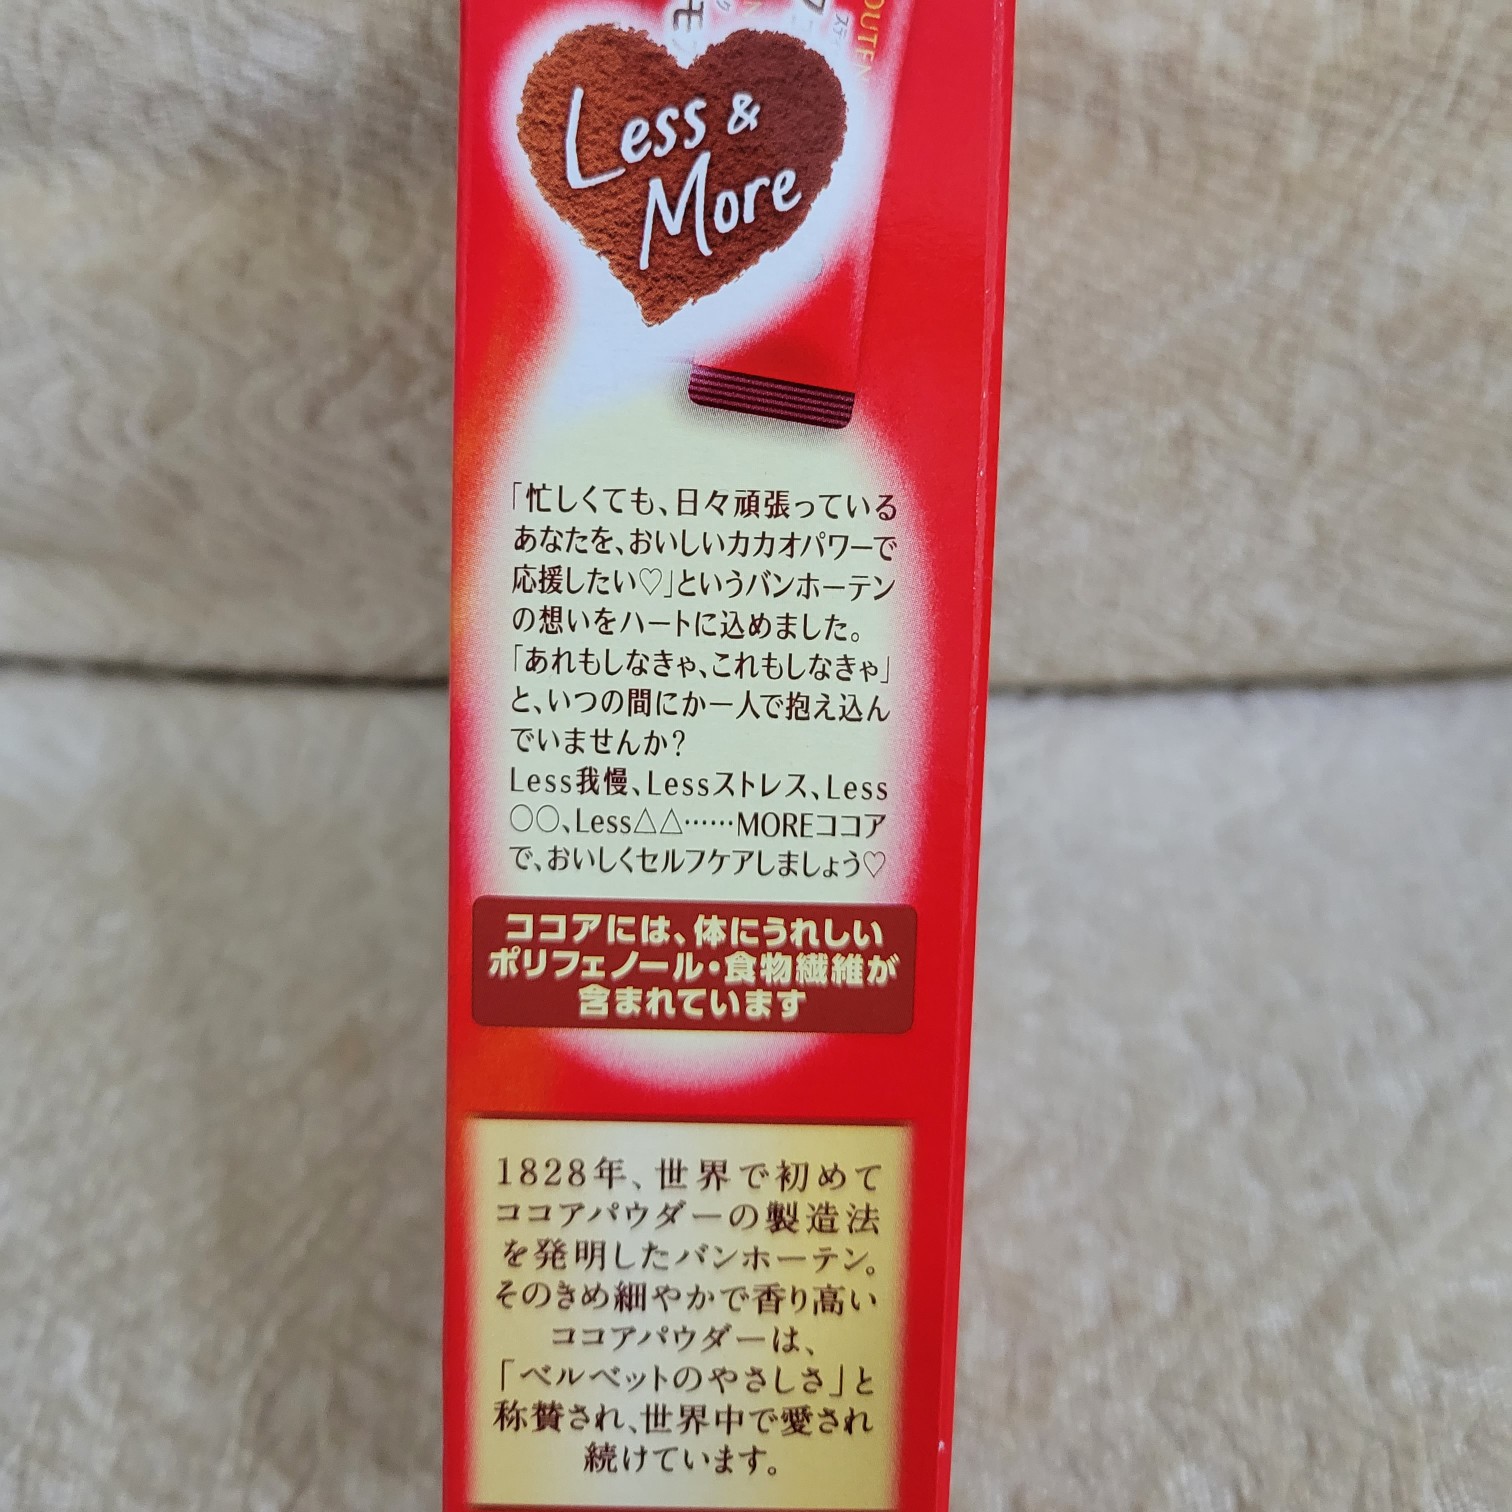 OUTEN
モ
Less &
More
「忙しくても、日々頑張っている
あなたを、おいしいカカオパワーで
応援したい♡」というバンホーテン
の想いをハートに込めました。
「あれもしなきゃ、これもしなきゃ」
と、いつの間にか一人で抱え込ん
でいませんか?
Less我慢、Lessストレス、Less
〇〇、Less△△……MOREココア
で、おいしくセルフケアしましょう♡
ココアには、体にうれしい
ポリフェノール・食物繊維が
含まれています
1828年、世界で初めて
ココアパウダーの製造法
を発明したバンホーテン。
そのきめ細やかで香り高い
ココアパウダーは、
「ベルベットのやさしさ」と
称賛され、世界中で愛され
続けています。